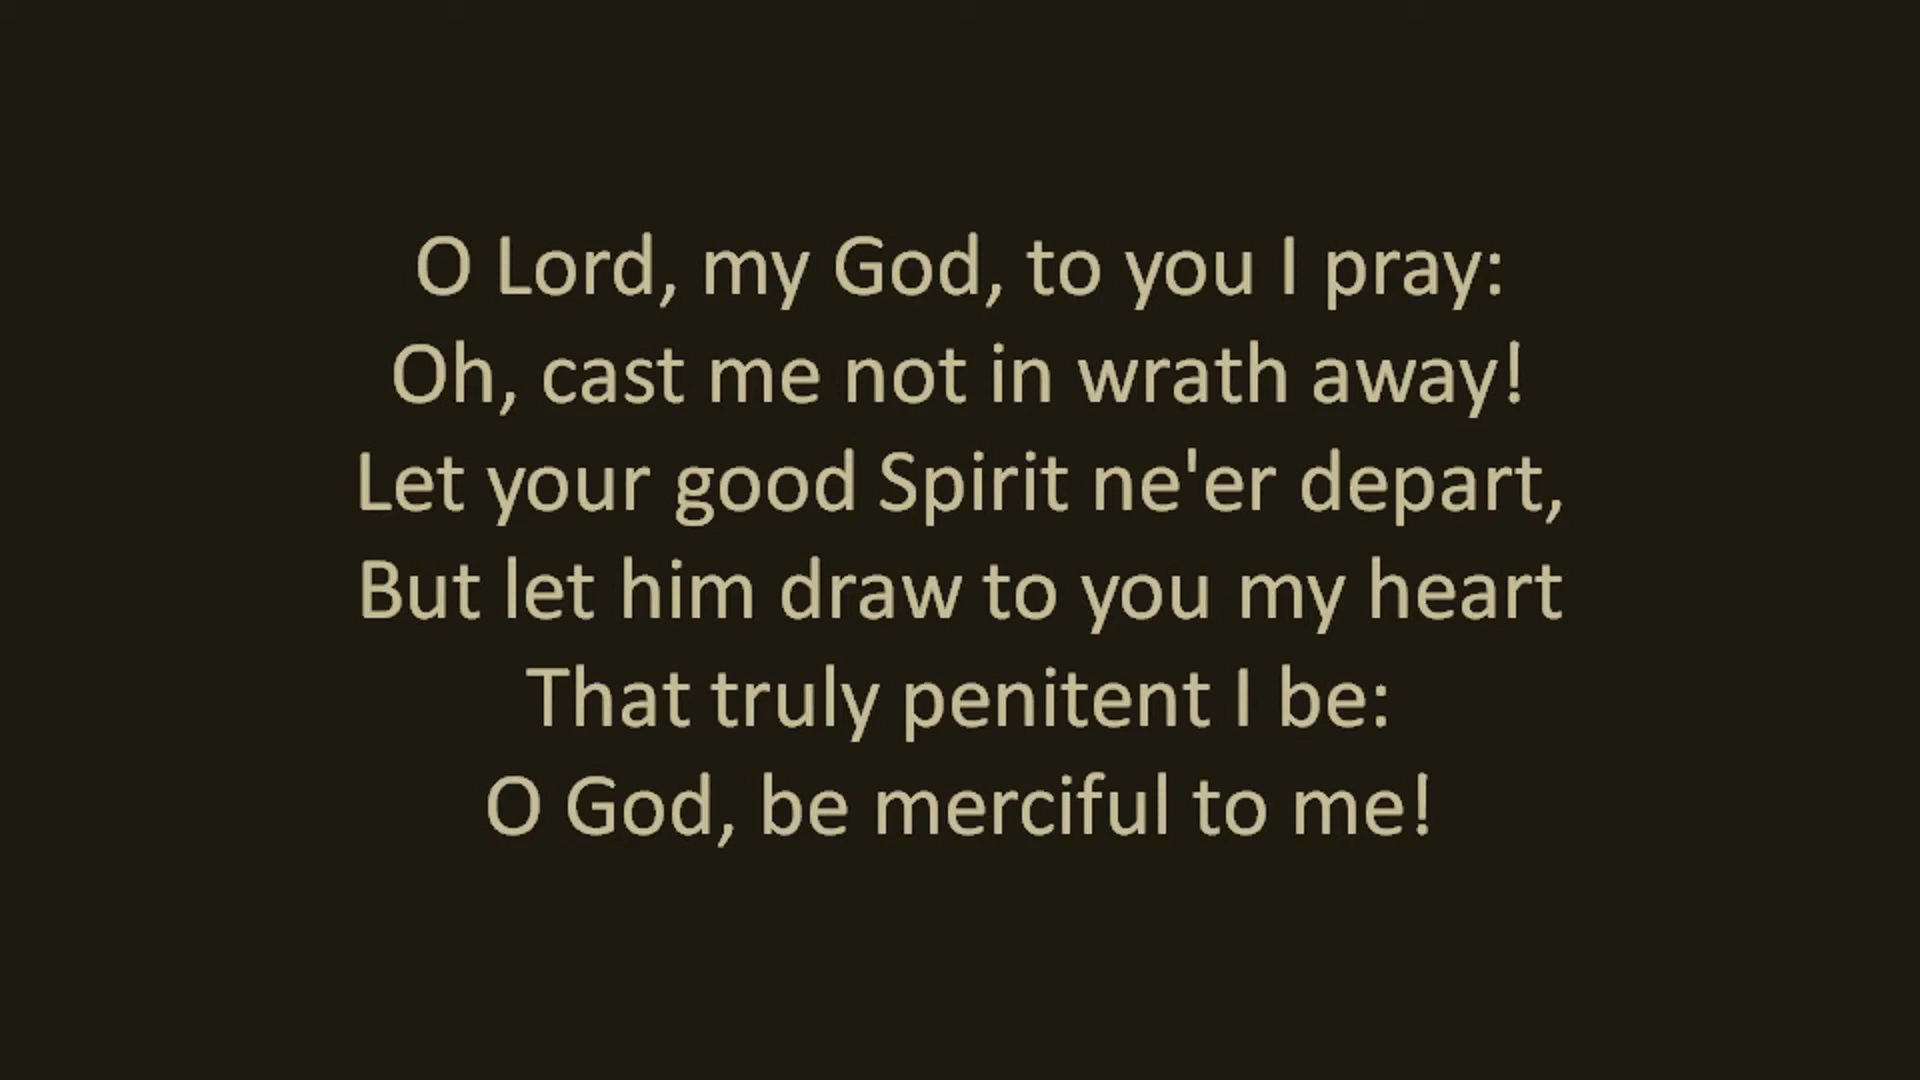 O Lord, my God, to you I pray:
Oh, cast me not in wrath away!
Let your good Spirit ne'er depart,
But let him draw to you my heart
That truly penitent I be:
O God, be merciful to me!